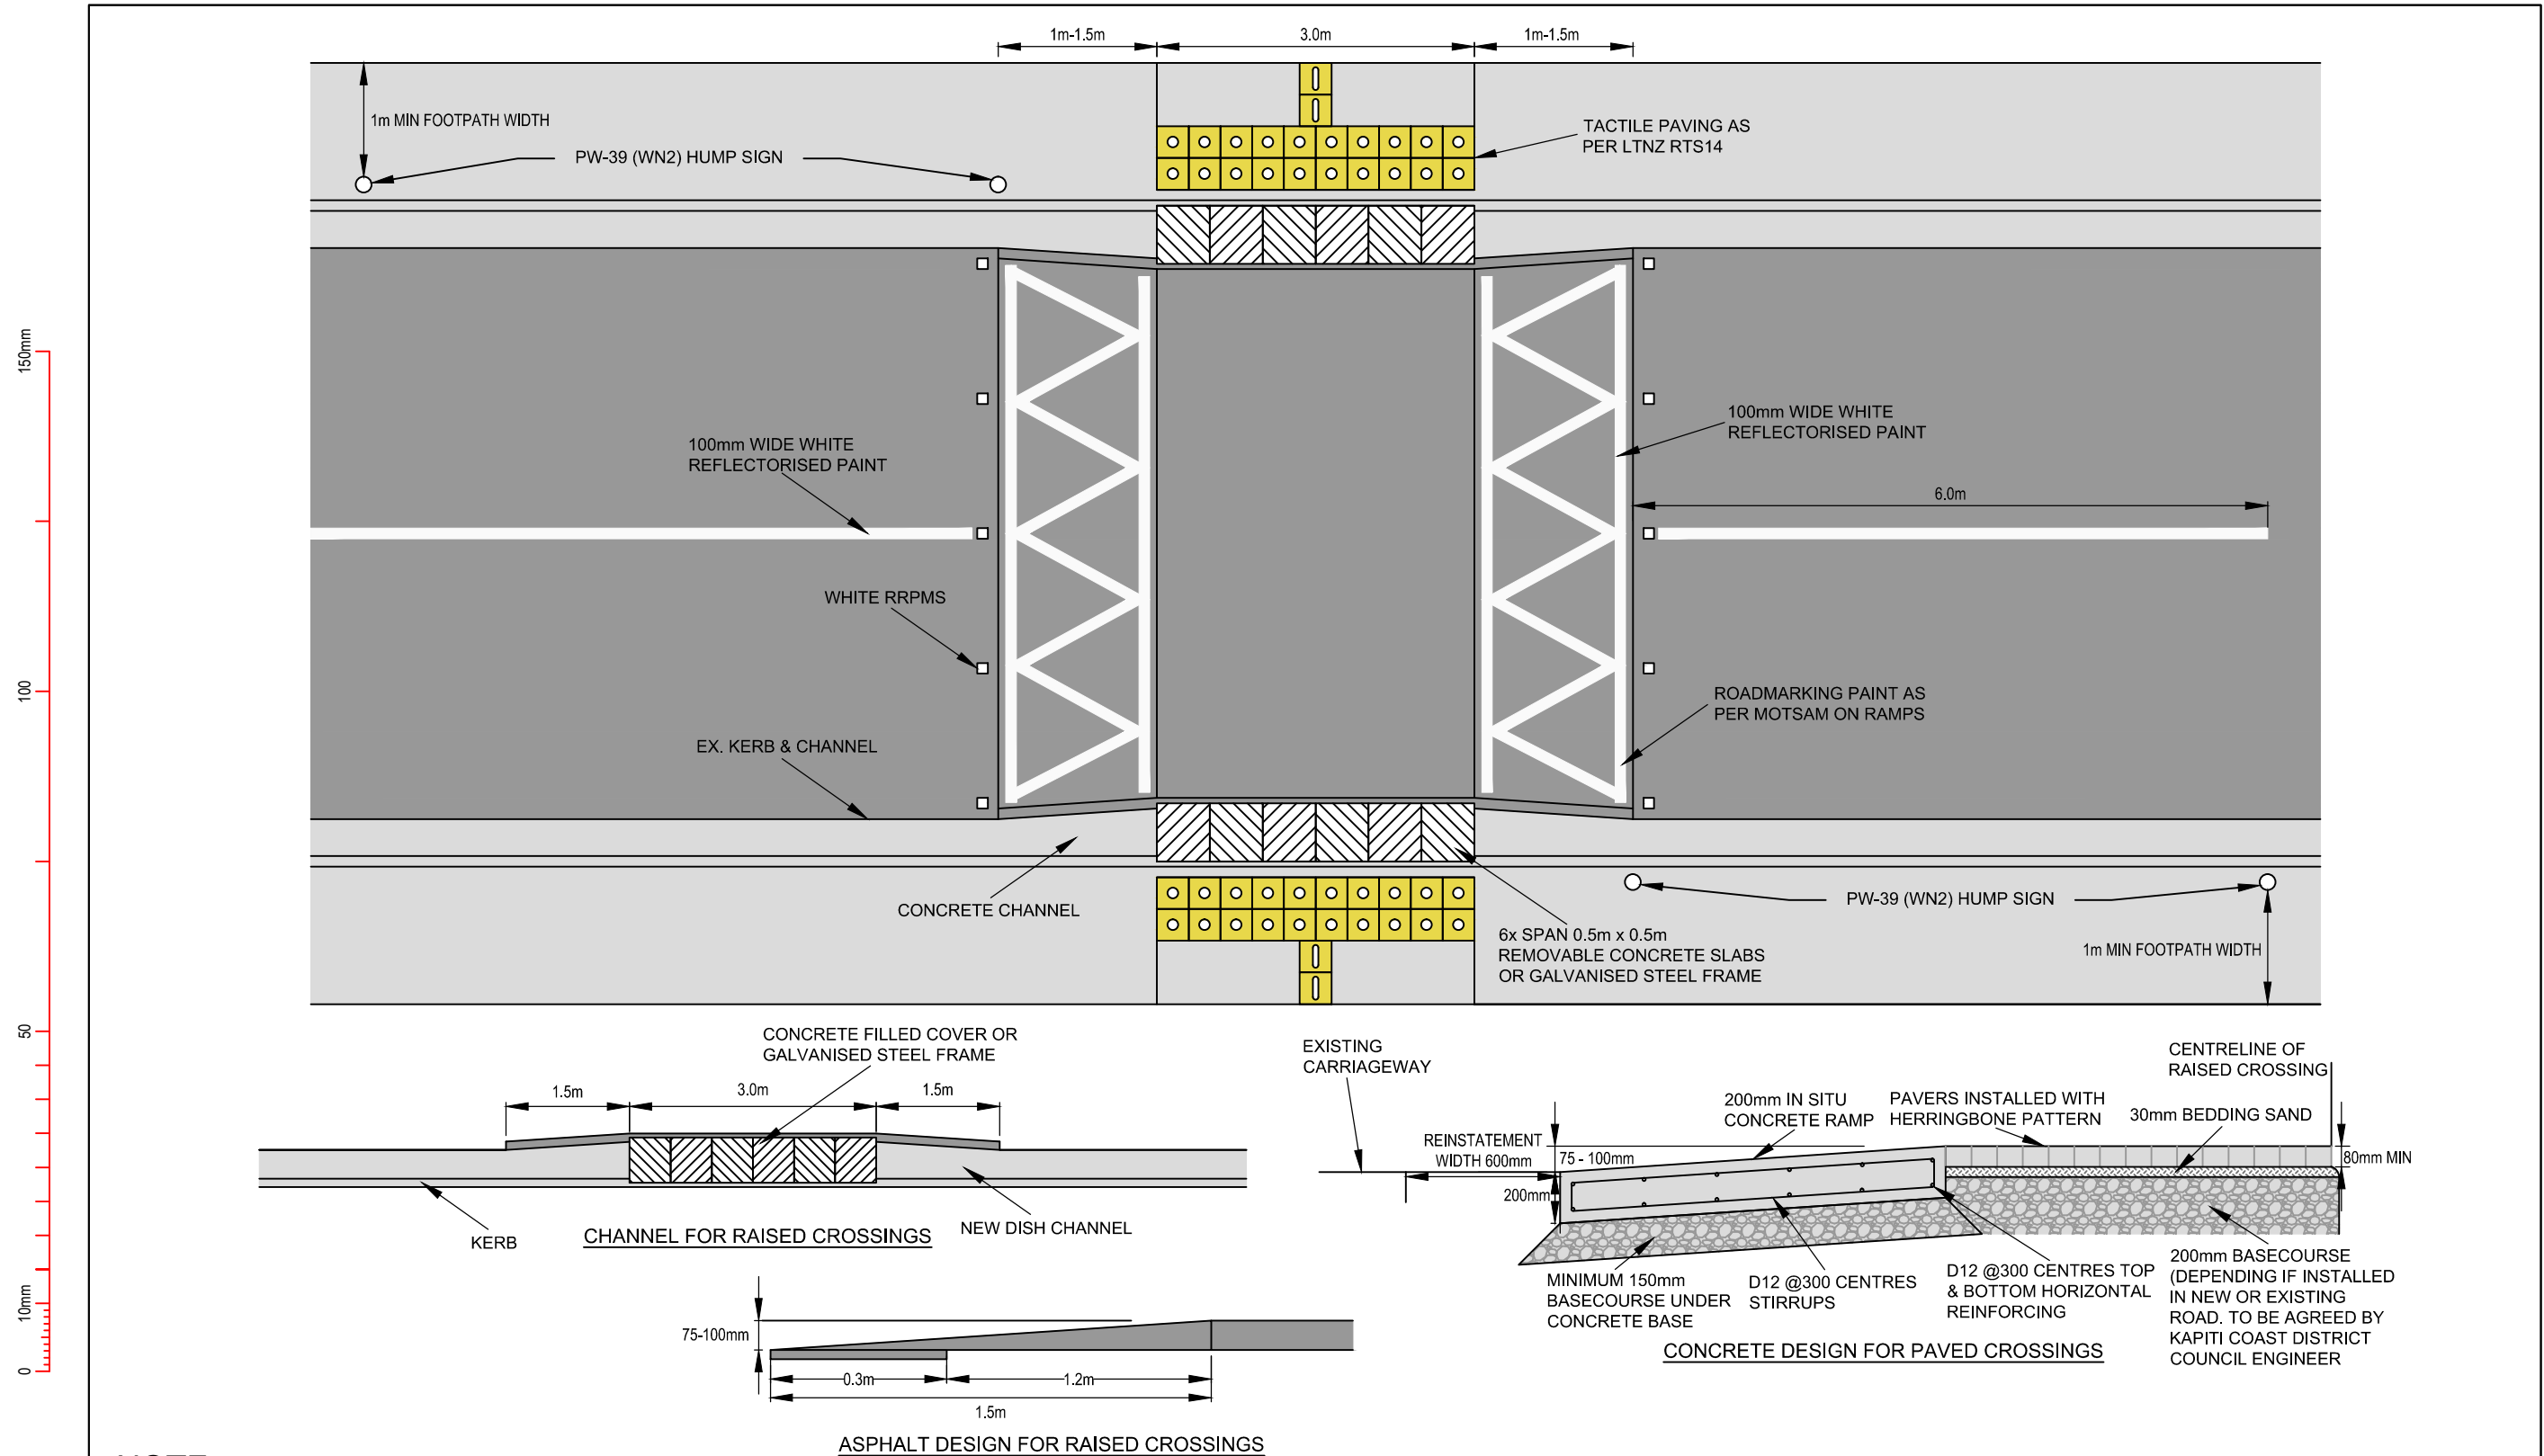 1m-1.5m
3.0m
1m-1.5m
1m MIN FOOTPATH WIDTH
PW-39 (WN2) HUMP SIGN
TACTILE PAVING AS
PER LTNZ RTS14
150mm
100
50
10mm
0
100mm WIDE WHITE
REFLECTORISED PAINT
100mm WIDE WHITE
REFLECTORISED PAINT
6.0m
WHITE RRPMS
ROADMARKING PAINT AS
PER MOTSAM ON RAMPS
EX. KERB & CHANNEL
CONCRETE CHANNEL
PW-39 (WN2) HUMP SIGN
6x SPAN 0.5m x 0.5m
REMOVABLE CONCRETE SLABS
OR GALVANISED STEEL FRAME
1m MIN FOOTPATH WIDTH
CONCRETE FILLED COVER OR
GALVANISED STEEL FRAME
1.5m
3.0m
1.5m
KERB
NEW DISH CHANNEL
CHANNEL FOR RAISED CROSSINGS
EXISTING
CARRIAGEWAY
CENTRELINE OF
RAISED CROSSING
200mm IN SITU
CONCRETE RAMP
PAVERS INSTALLED WITH
HERRINGBONE PATTERN
30mm BEDDING SAND
REINSTATEMENT
WIDTH 600mm
75 - 100mm
80mm MIN
200mm
MINIMUM 150mm
BASECOURSE UNDER
CONCRETE BASE
D12 @300 CENTRES
STIRRUPS
D12 @300 CENTRES TOP
& BOTTOM HORIZONTAL
REINFORCING
200mm BASECOURSE
(DEPENDING IF INSTALLED
IN NEW OR EXISTING
ROAD. TO BE AGREED BY
KAPITI COAST DISTRICT
COUNCIL ENGINEER
CONCRETE DESIGN FOR PAVED CROSSINGS
75-100mm
0.3m
1.2m
1.5m
ASPHALT DESIGN FOR RAISED CROSSINGS